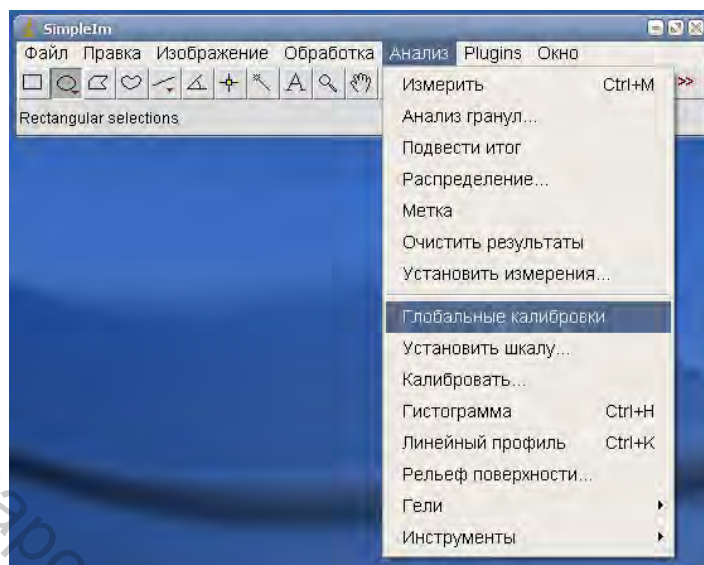 SimpleIm
Файл Правка Изображение Обработка Анализ Plugins Окно
A >>
Rectangular selections
Измерить Ctrl+M
Анализ гранул...
Подвести итог
Распределение...
Метка
Очистить результаты
Установить измерения...
Глобальные калибровки
Установить шкалу...
Калибровать...
Гистограмма Ctrl+H
Линейный профиль Ctrl+K
Рельеф поверхности...
Гели
Инструменты